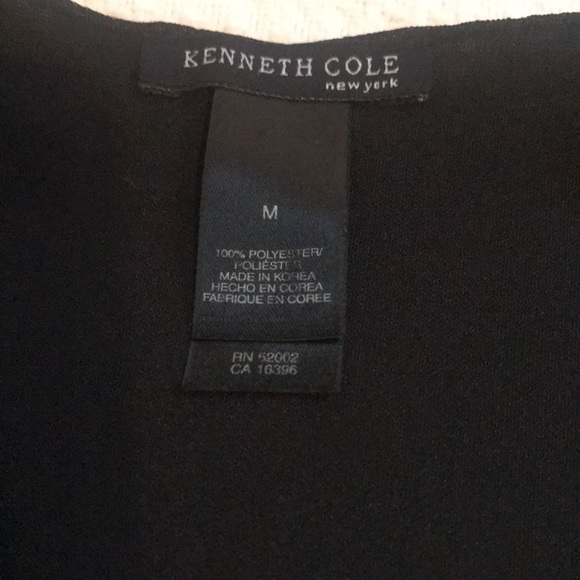 KENNETH COLE
new york
M
100% POLYESTER/
POLIÉSTER
MADE IN KOREA
HECHO EN COREA
FABRIQUE EN COREE
RN 52002
CA 16396